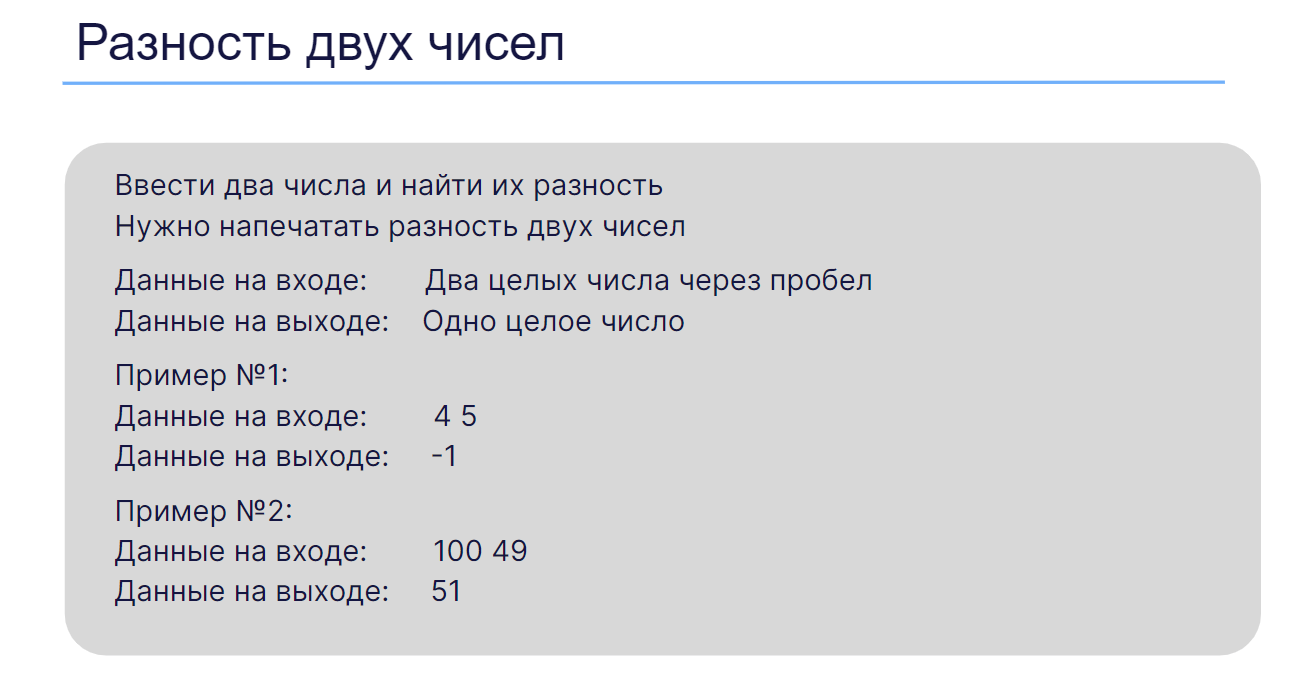 Разность двух чисел
Ввести два числа и найти их разность
Нужно напечатать разность двух чисел
Данные на входе: Два целых числа через пробел
Данные на выходе: Одно целое число
Пример №1:
Данные на входе: 4 5
Данные на выходе: -1
Пример №2:
Данные на входе: 100 49
Данные на выходе: 51